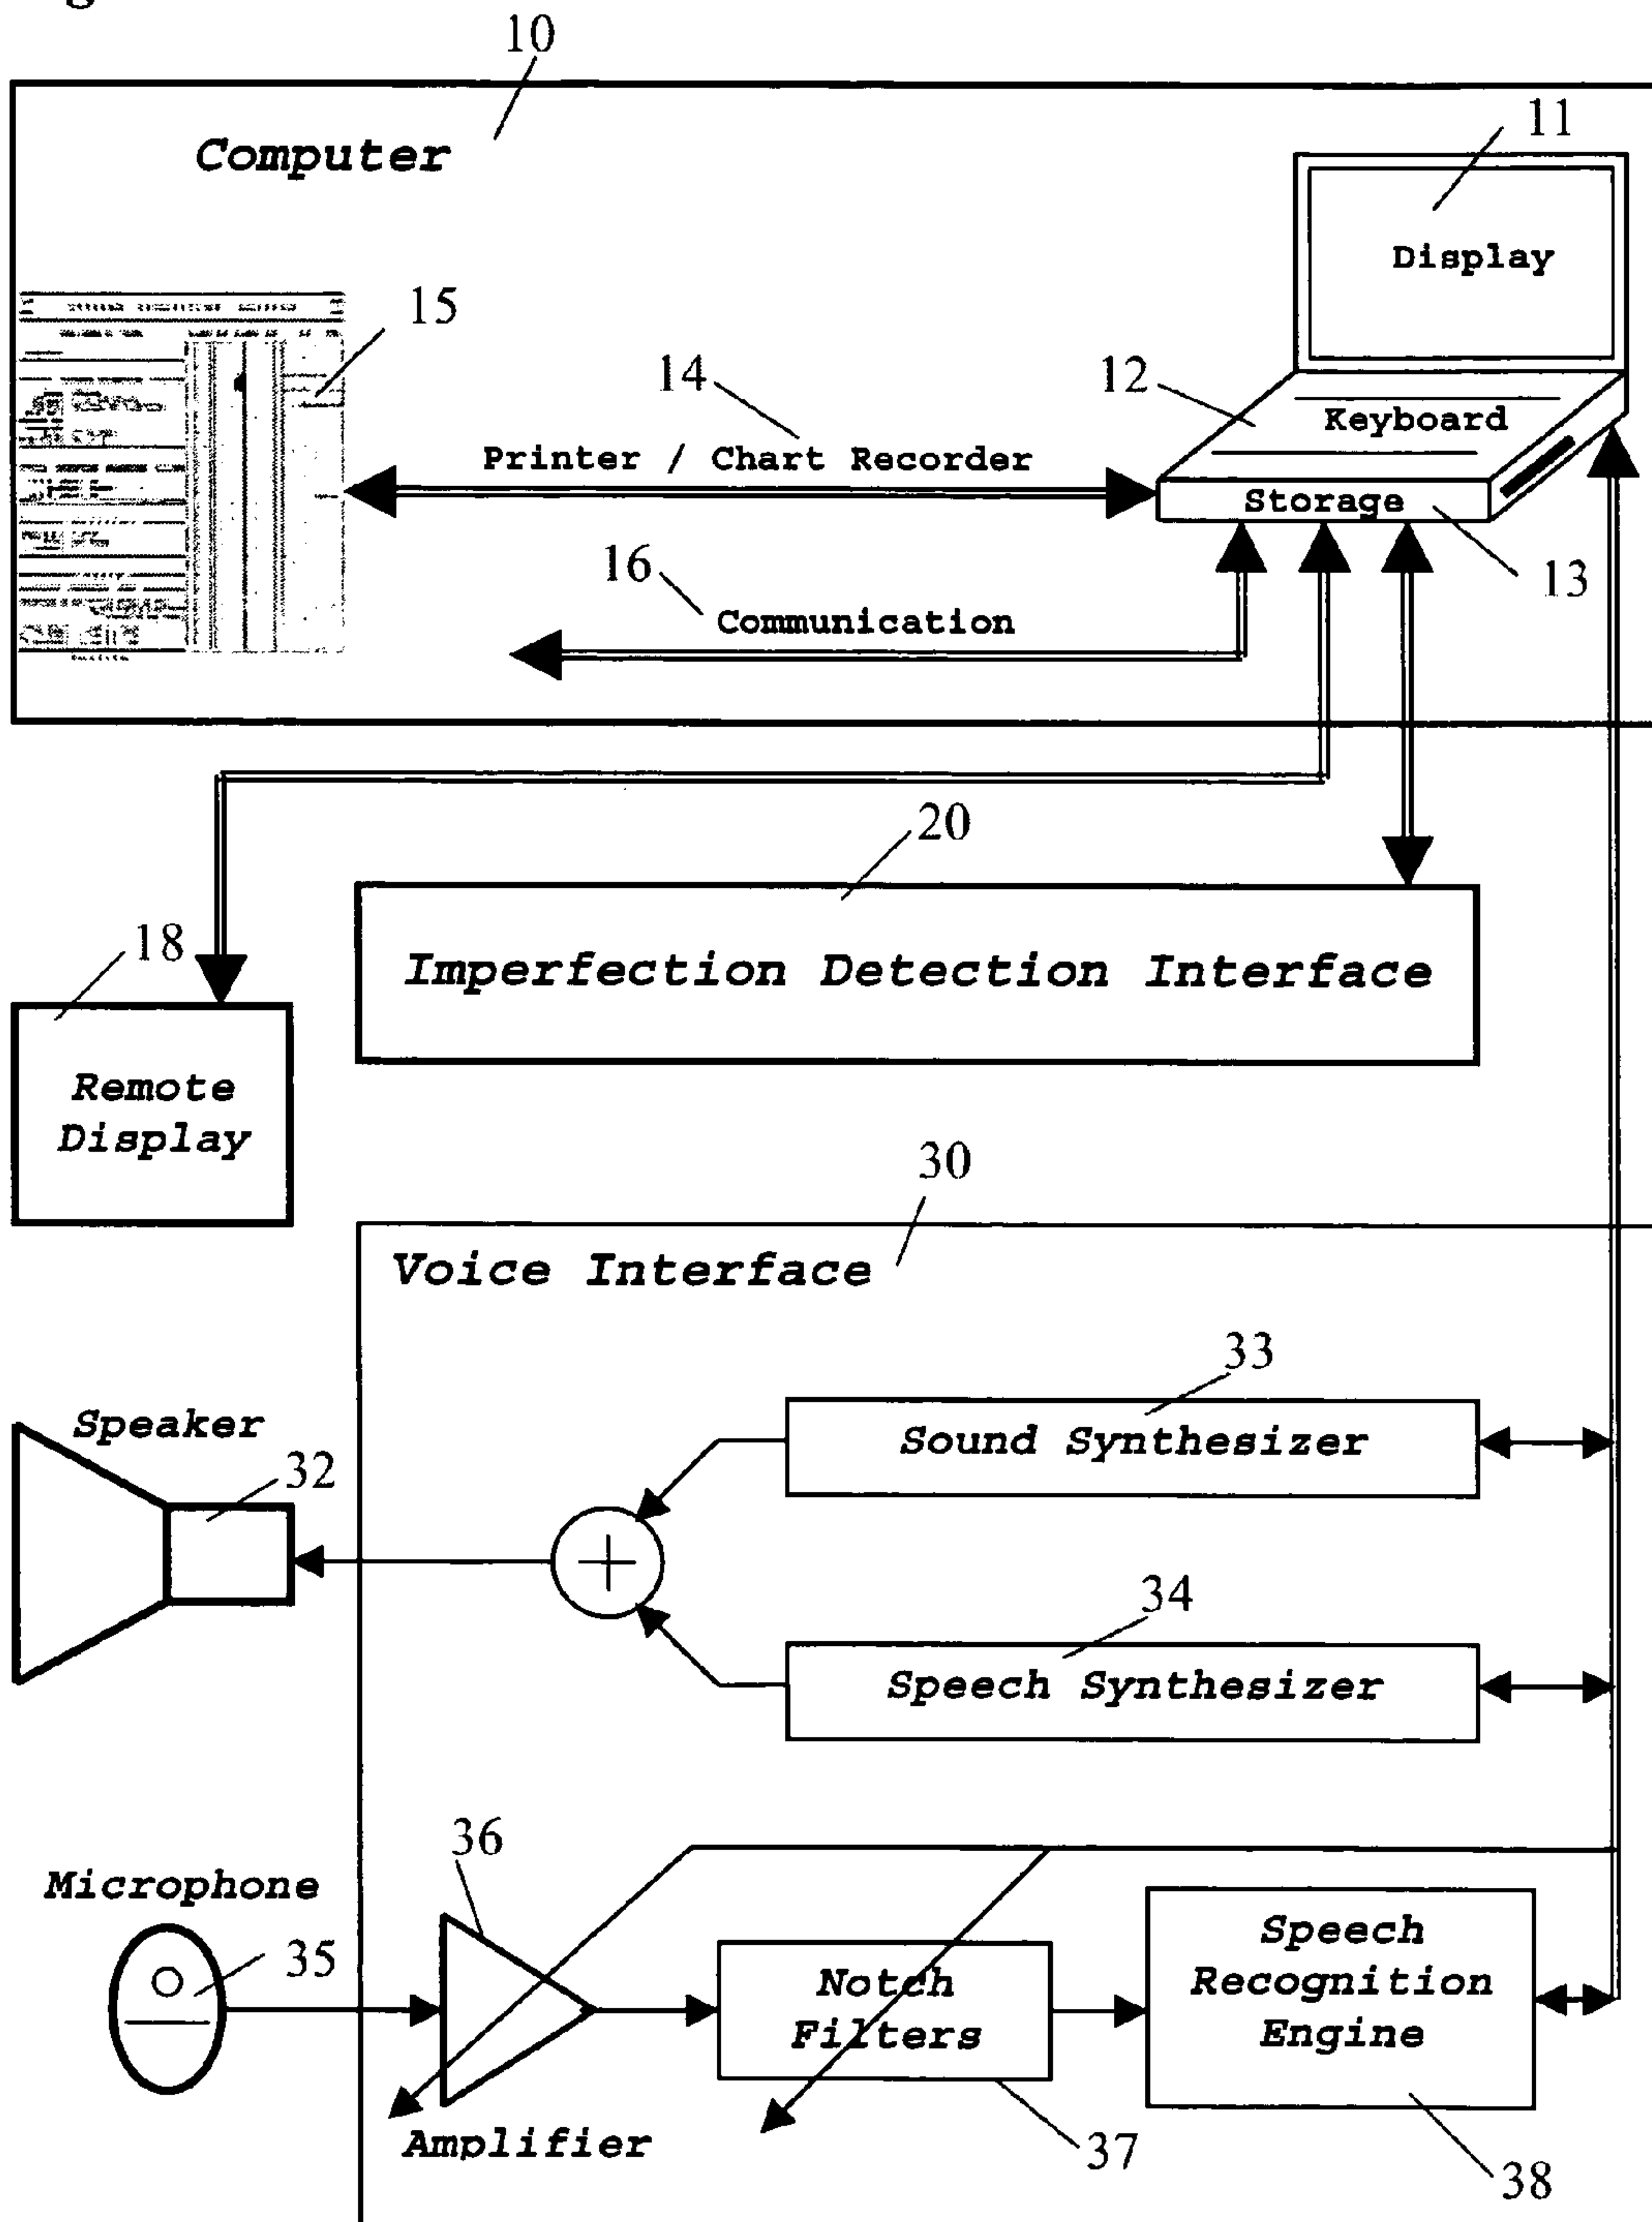 10
Computer
11
Display
15
14
12
Keyboard
Printer / Chart Recorder
Storage
16
13
Communication
20
18
Imperfection Detection Interface
Remote
Display
30
Voice Interface
33
Speaker
Sound Synthesizer
32
+
34
Speech Synthesizer
36
Microphone
35
Notch
Filters
Speech
Recognition
Engine
Amplifier
37
38